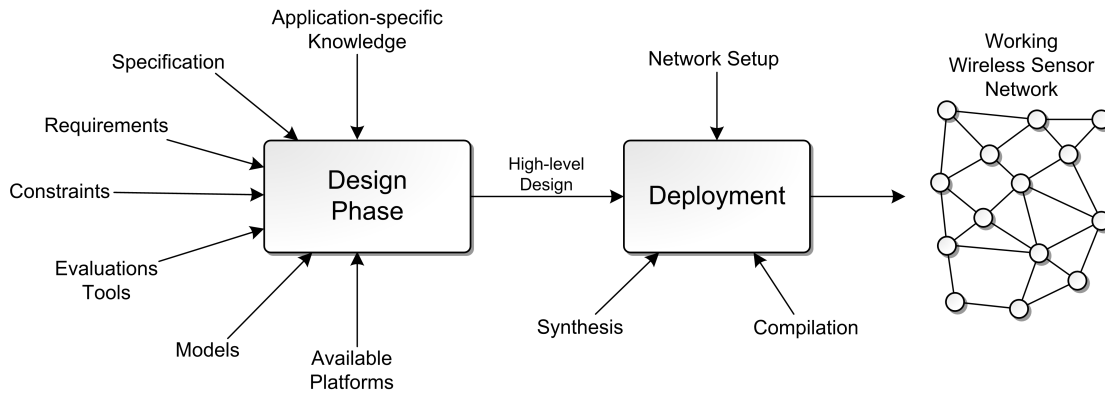 Application-specific
Knowledge
Specification
Requirements
Constraints
Evaluations
Tools
Models
Available
Platforms
Design
Phase
High-level
Design
Network Setup
Deployment
Synthesis
Compilation
Working
Wireless Sensor
Network